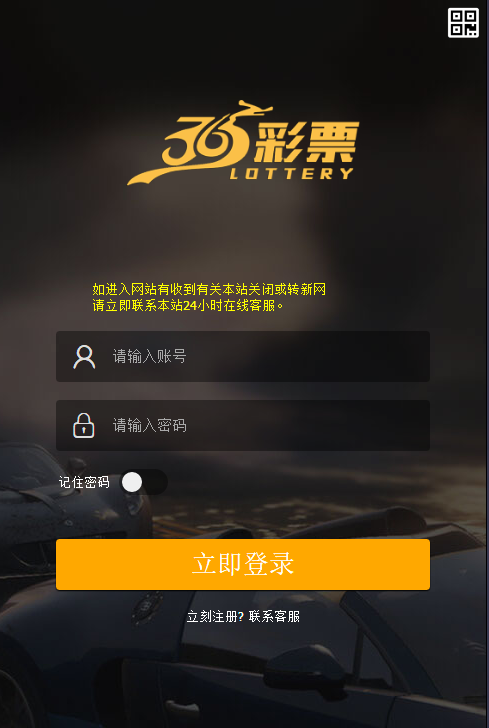 365彩票
LOTTERY
如进入网站有收到有关本站关闭或转新网
请立即联系本站24小时在线客服。
请输入账号
请输入密码
记住密码
立即登录
立刻注册? 联系客服